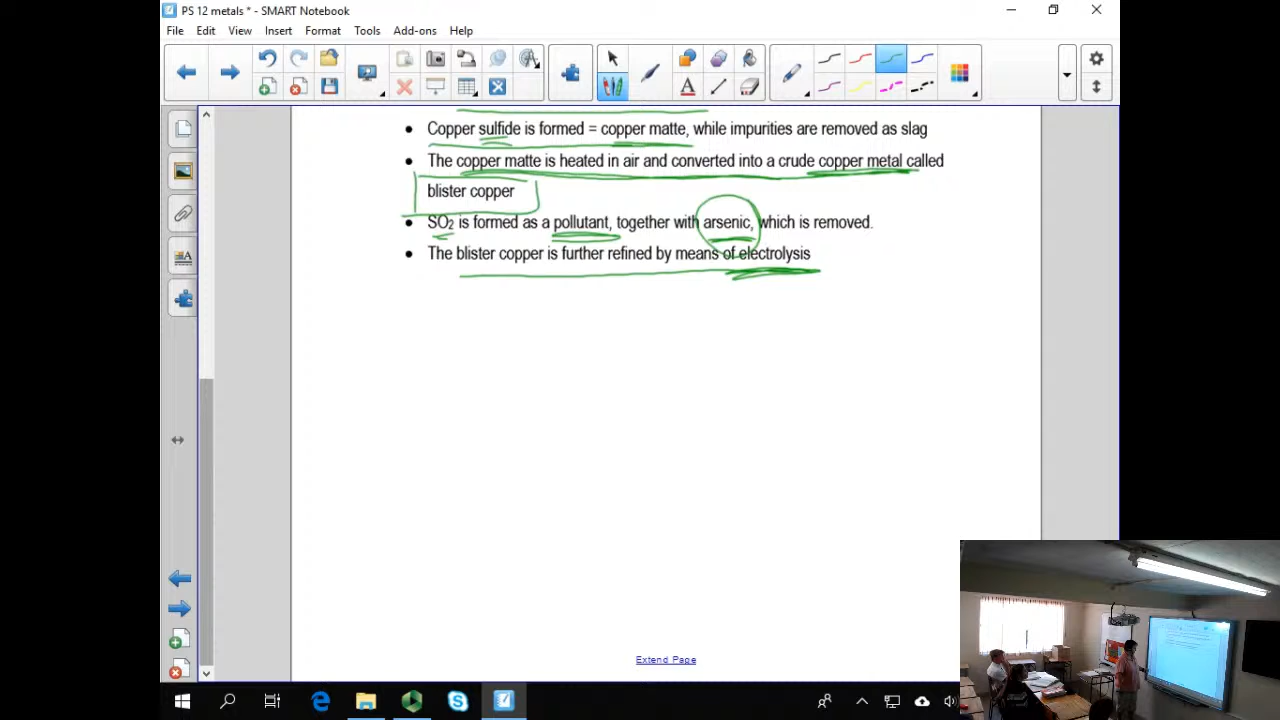 PS 12 metals * - SMART Notebook
File Edit View Insert Format Tools Add-ons Help
• Copper sulfide is formed = copper matte, while impurities are removed as slag
• The copper matte is heated in air and converted into a crude copper metal called
blister copper
• SO2 is formed as a pollutant, together with arsenic, which is removed.
• The blister copper is further refined by means of electrolysis
Extend Page